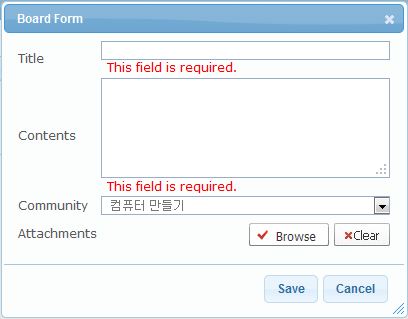 Board Form
Title
This field is required.
Contents
This field is required.
Community 컴퓨터 만들기
Attachments Browse Clear
Save Cancel